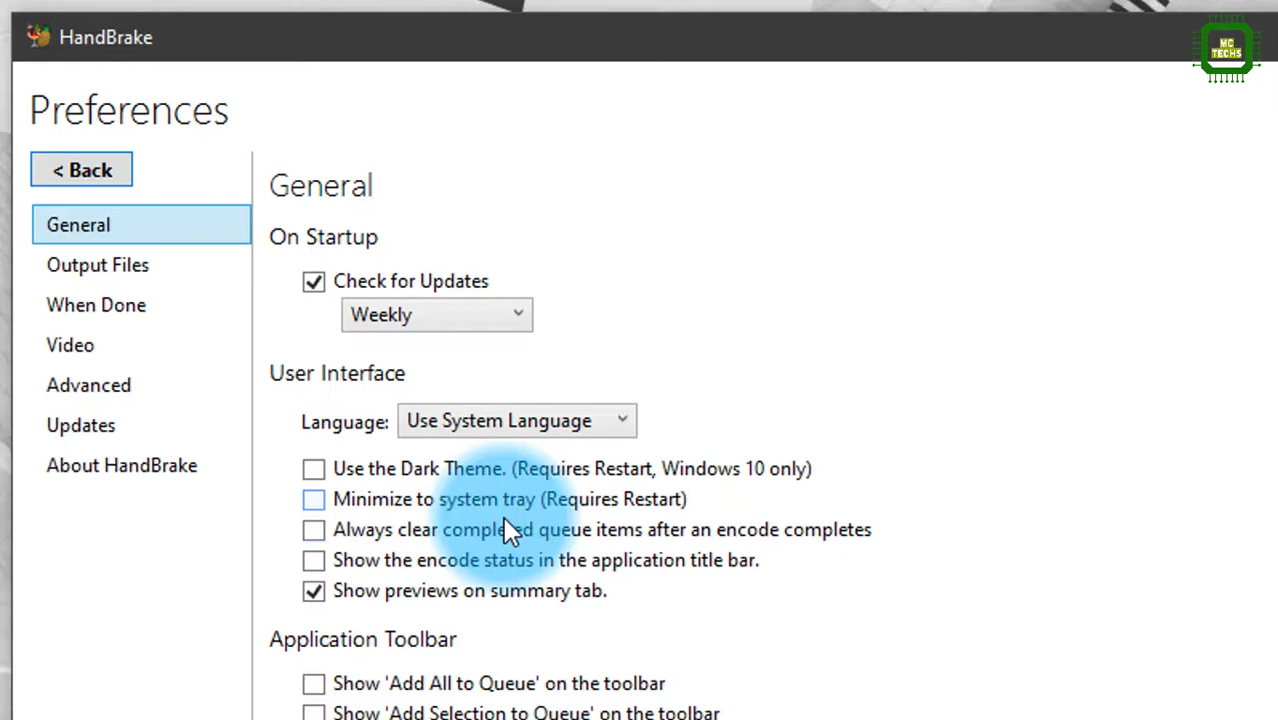 HandBrake
MC
TECHS
Preferences
< Back
General
Output Files
When Done
Video
Advanced
Updates
About HandBrake
General
On Startup
Check for Updates
Weekly
User Interface
Language: Use System Language
Use the Dark Theme. (Requires Restart, Windows 10 only)
Minimize to system tray (Requires Restart)
Always clear completed queue items after an encode completes
Show the encode status in the application title bar.
Show previews on summary tab.
Application Toolbar
Show 'Add All to Queue' on the toolbar
Show 'Add Selection to Queue' on the toolbar